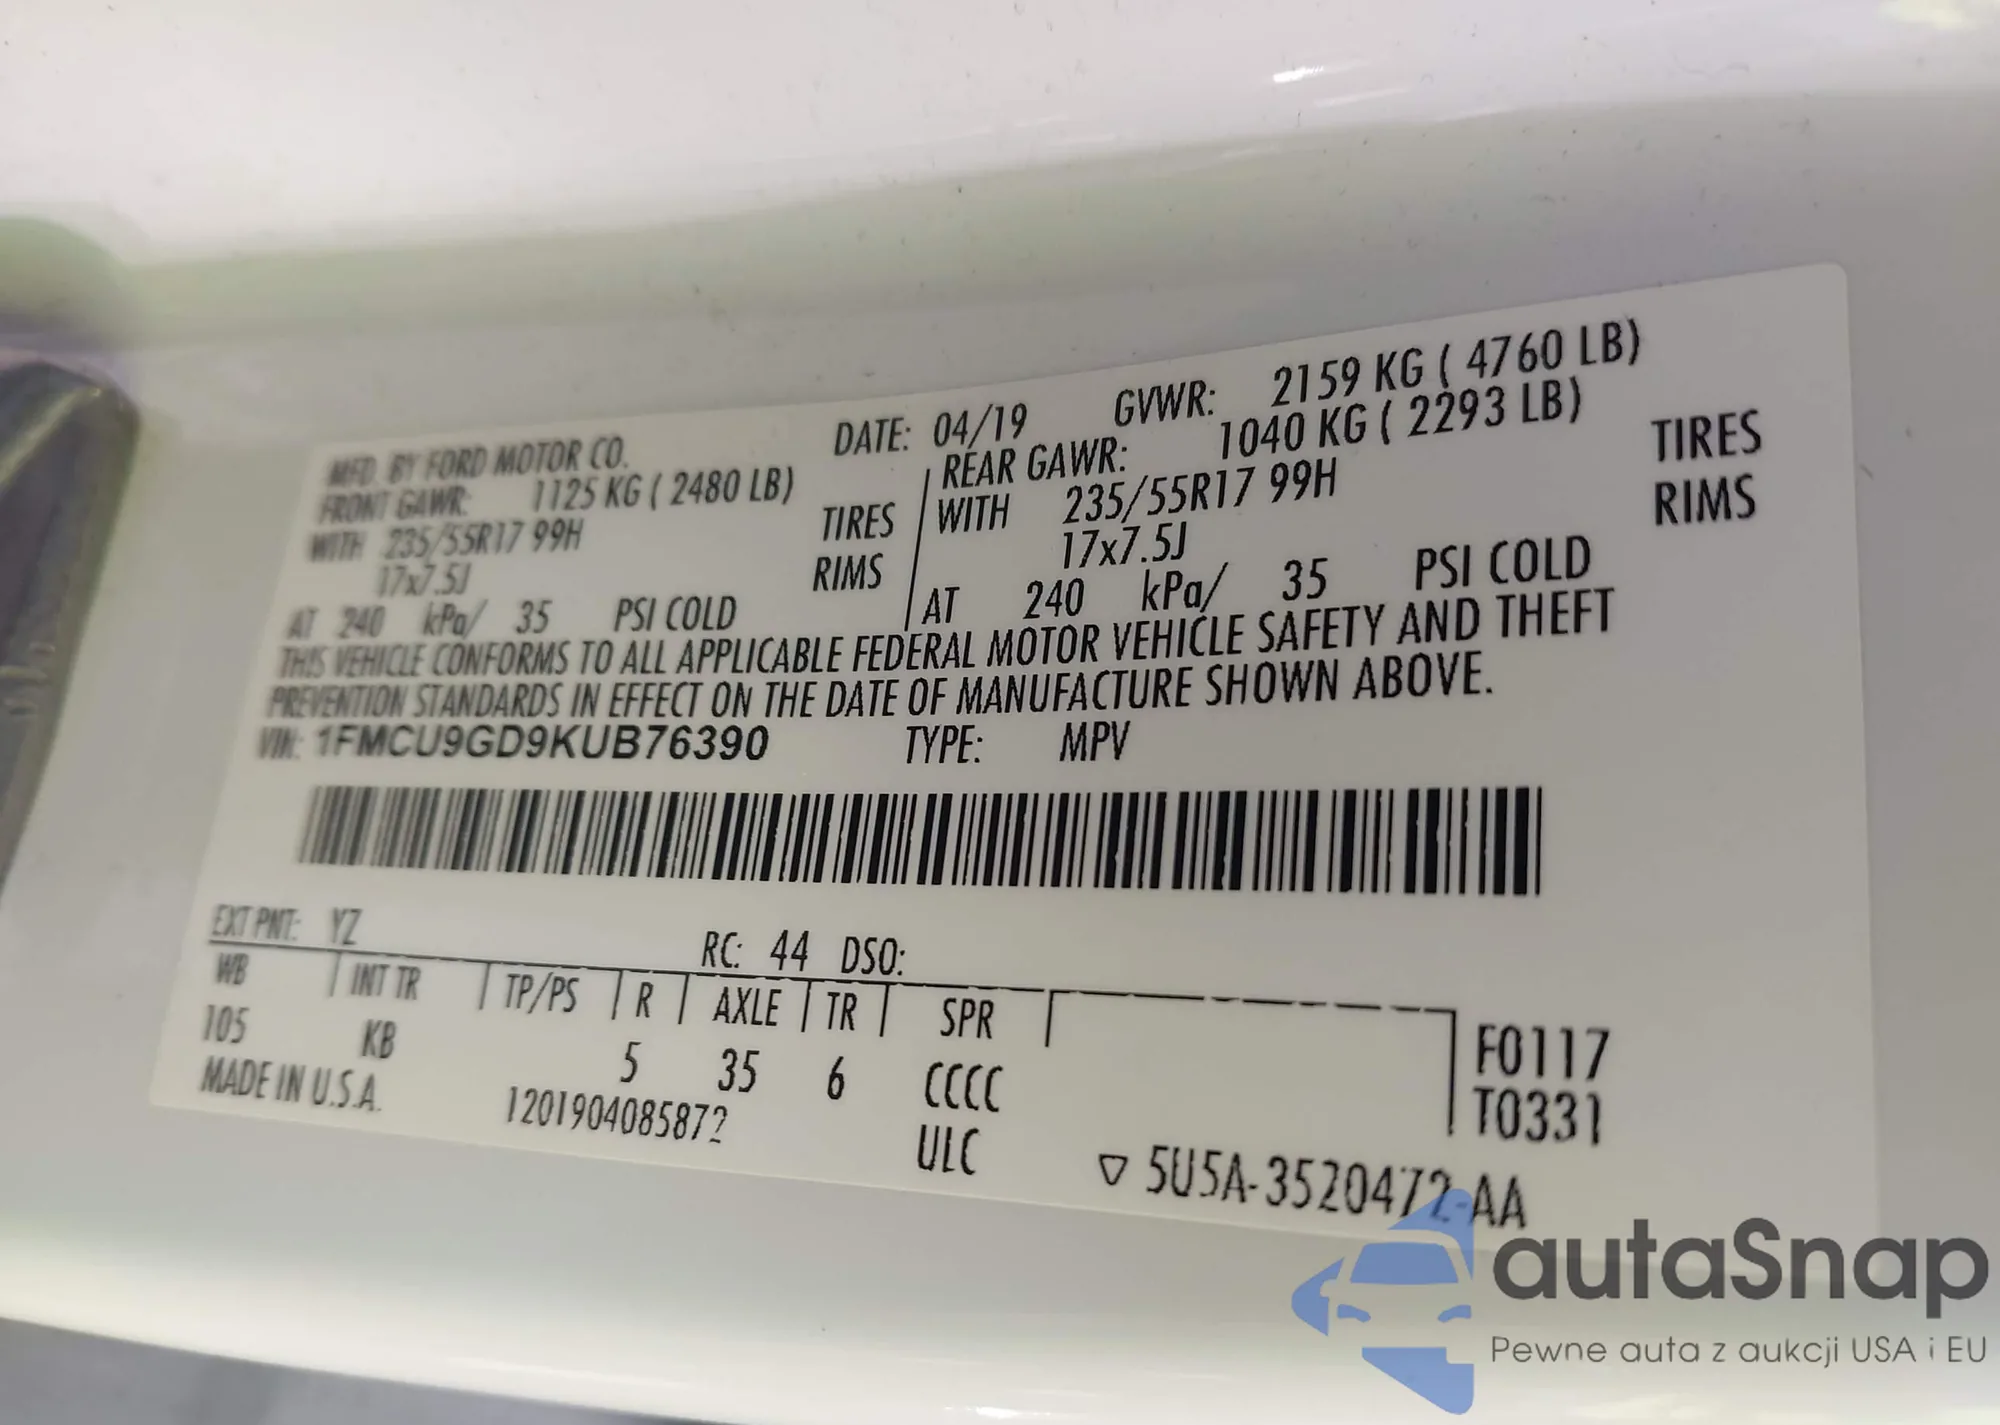 MFD. BY FORD MOTOR CO. DATE: 04/19 GVWR: 2159 KG ( 4760 LB)
FRONT GAWR: 1125 KG ( 2480 LB) REAR GAWR: 1040 KG ( 2293 LB)
WITH 235/55R17 99H TIRES WITH 235/55R17 99H TIRES
17x7.5J RIMS 17x7.5J RIMS
AT 240 kPa/ 35 PSI COLD AT 240 kPa/ 35 PSI COLD
THIS VEHICLE CONFORMS TO ALL APPLICABLE FEDERAL MOTOR VEHICLE SAFETY AND THEFT
PREVENTION STANDARDS IN EFFECT ON THE DATE OF MANUFACTURE SHOWN ABOVE.
VIN: 1FMCU9GD9KUB76390 TYPE: MPV
EXT PNT: YZ RC: 44 DSO:
WB INT TR TP/PS R AXLE TR SPR
105 KB 5 35 6 CCCC F0117
MADE IN U.S.A. 1201904085872 ULC T0331
5U5A-3520472-AA
autaSnap
Pewne auta z aukcji USA i EU